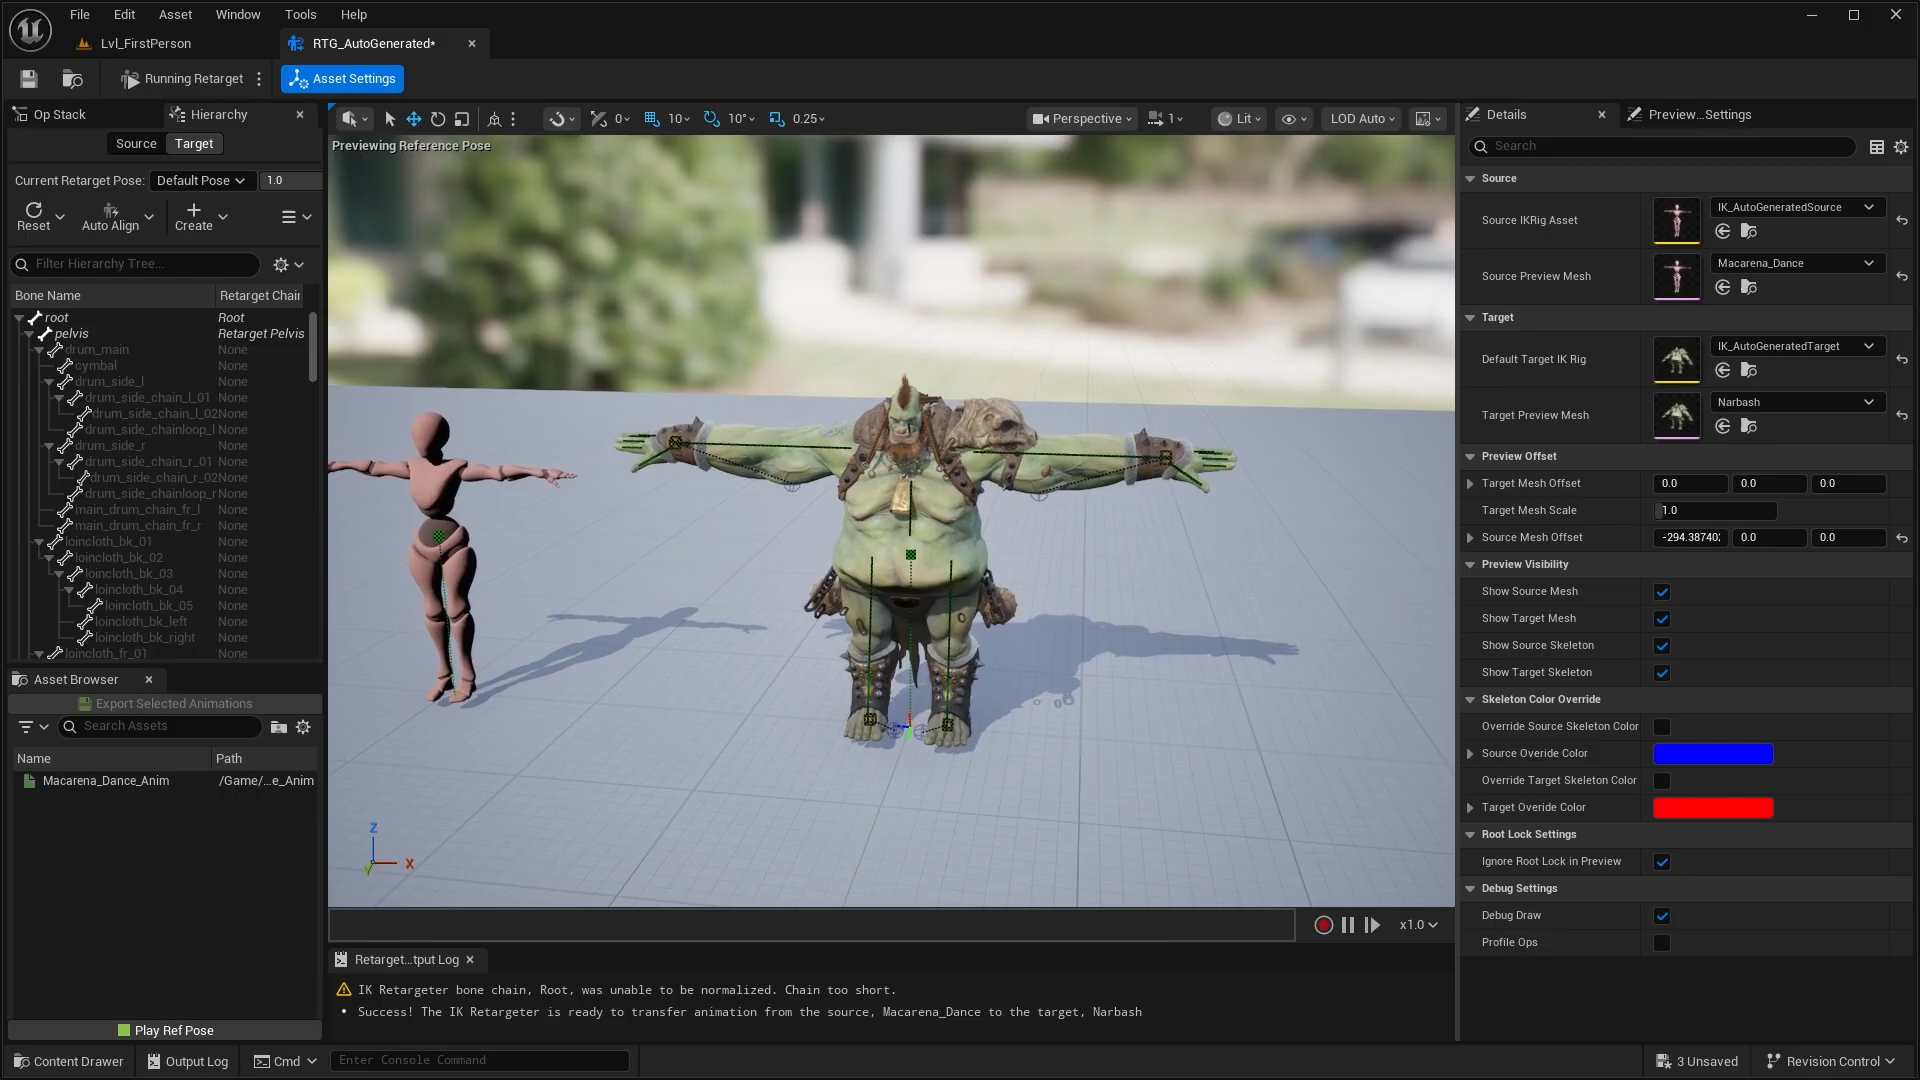 File Edit Asset Window Tools Help
Lvl_FirstPerson
RTG_AutoGenerated*
Running Retarget
Asset Settings
Op Stack
Hierarchy
Source Target
Current Retarget Pose: Default Pose 1.0
Reset Auto Align Create
Filter Hierarchy Tree...
Bone Name Retarget Chair
root Root
pelvis Retarget Pelvis
drum_main None
cymbal None
drum_side_l None
drum_side_chain_l_01 None
drum_side_chain_l_02None
drum_side_chainloop_l None
drum_side_r None
drum_side_chain_r_01 None
drum_side_chain_r_02None
drum_side_chainloop_r None
main_drum_chain_fr_l None
main_drum_chain_fr_r None
loincloth_bk_01 None
loincloth_bk_02 None
loincloth_bk_03 None
loincloth_bk_04 None
loincloth_bk_05 None
loincloth_bk_left None
loincloth_bk_right None
loincloth_fr_01 None
Asset Browser
Export Selected Animations
Search Assets
Name Path
Macarena_Dance_Anim /Game/...e_Anim
Play Ref Pose
0 10 10° 0.25
Perspective 1 Lit LOD Auto
Previewing Reference Pose
Z
X
Y
x1.0
Retarget...tput Log
IK Retargeter bone chain, Root, was unable to be normalized. Chain too short.
• Success! The IK Retargeter is ready to transfer animation from the source, Macarena_Dance to the target, Narbash
Details
Preview...Settings
Search
Source
Source IKRig Asset IK_AutoGeneratedSource
Source Preview Mesh Macarena_Dance
Target
Default Target IK Rig IK_AutoGeneratedTarget
Target Preview Mesh Narbash
Preview Offset
Target Mesh Offset 0.0 0.0 0.0
Target Mesh Scale 1.0
Source Mesh Offset -294.38740 0.0 0.0
Preview Visibility
Show Source Mesh
Show Target Mesh
Show Source Skeleton
Show Target Skeleton
Skeleton Color Override
Override Source Skeleton Color
Source Overide Color
Override Target Skeleton Color
Target Overide Color
Root Lock Settings
Ignore Root Lock in Preview
Debug Settings
Debug Draw
Profile Ops
Content Drawer Output Log Cmd Enter Console Command
3 Unsaved Revision Control